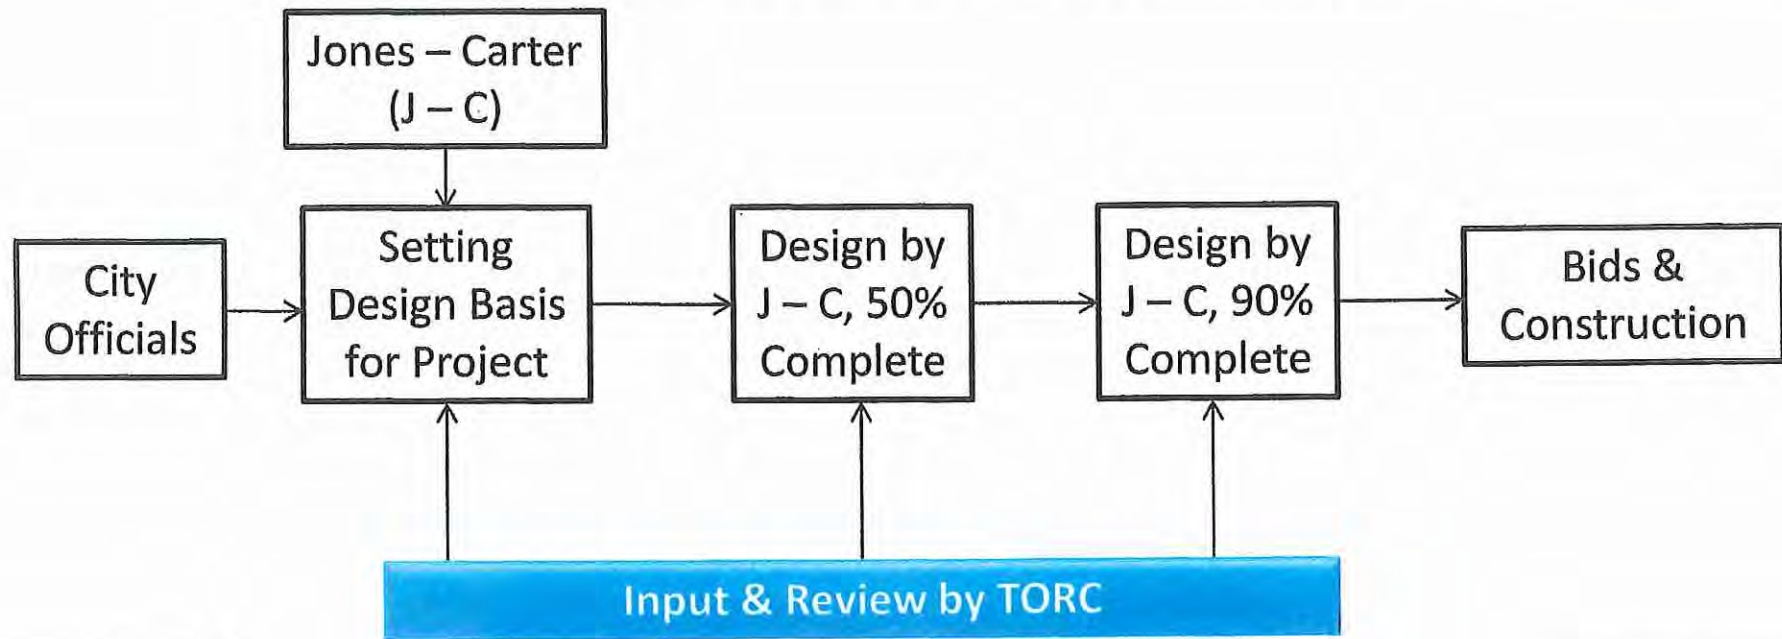 Jones – Carter
(J – C)
City
Officials
Setting
Design Basis
for Project
Design by
J – C, 50%
Complete
Design by
J – C, 90%
Complete
Bids &
Construction
Input & Review by TORC